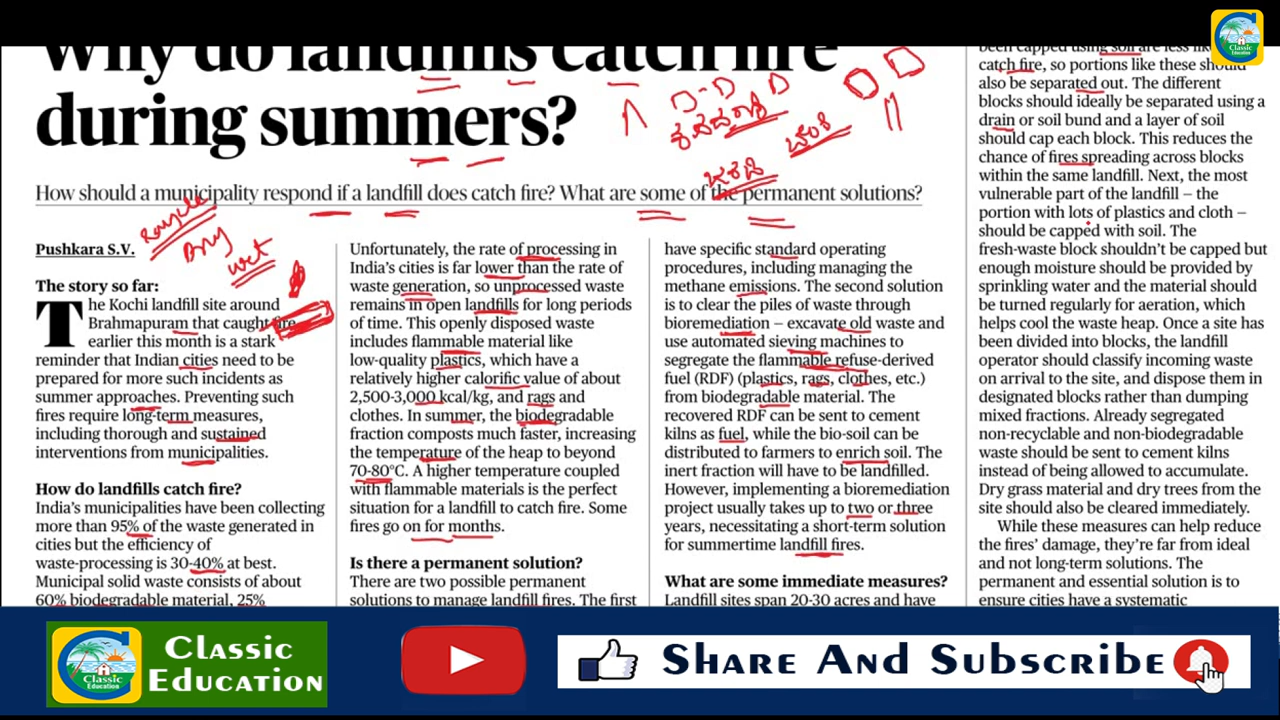 Why do landfills catch fire
during summers?
How should a municipality respond if a landfill does catch fire? What are some of the permanent solutions?
Pushkara S.V.
The story so far:
The Kochi landfill site around
Brahmapuram that caught fire
earlier this month is a stark
reminder that Indian cities need to be
prepared for more such incidents as
summer approaches. Preventing such
fires require long-term measures,
including thorough and sustained
interventions from municipalities.
How do landfills catch fire?
India's municipalities have been collecting
more than 95% of the waste generated in
cities but the efficiency of
waste-processing is 30-40% at best.
Municipal solid waste consists of about
60% biodegradable material, 25%
Unfortunately, the rate of processing in
India's cities is far lower than the rate of
waste generation, so unprocessed waste
remains in open landfills for long periods
of time. This openly disposed waste
includes flammable material like
low-quality plastics, which have a
relatively higher calorific value of about
2,500-3,000 kcal/kg, and rags and
clothes. In summer, the biodegradable
fraction composts much faster, increasing
the temperature of the heap to beyond
70-80°C. A higher temperature coupled
with flammable materials is the perfect
situation for a landfill to catch fire. Some
fires go on for months.
Is there a permanent solution?
There are two possible permanent
solutions to manage landfill fires. The first
have specific standard operating
procedures, including managing the
methane emissions. The second solution
is to clear the piles of waste through
bioremediation – excavate old waste and
use automated sieving machines to
segregate the flammable refuse-derived
fuel (RDF) (plastics, rags, clothes, etc.)
from biodegradable material. The
recovered RDF can be sent to cement
kilns as fuel, while the bio-soil can be
distributed to farmers to enrich soil. The
inert fraction will have to be landfilled.
However, implementing a bioremediation
project usually takes up to two or three
years, necessitating a short-term solution
for summertime landfill fires.
What are some immediate measures?
Landfill sites span 20-30 acres and have
been capped using soil are less like
catch fire, so portions like these should
also be separated out. The different
blocks should ideally be separated using a
drain or soil bund and a layer of soil
should cap each block. This reduces the
chance of fires spreading across blocks
within the same landfill. Next, the most
vulnerable part of the landfill – the
portion with lots of plastics and cloth –
should be capped with soil. The
fresh-waste block shouldn't be capped but
enough moisture should be provided by
sprinkling water and the material should
be turned regularly for aeration, which
helps cool the waste heap. Once a site has
been divided into blocks, the landfill
operator should classify incoming waste
on arrival to the site, and dispose them in
designated blocks rather than dumping
mixed fractions. Already segregated
non-recyclable and non-biodegradable
waste should be sent to cement kilns
instead of being allowed to accumulate.
Dry grass material and dry trees from the
site should also be cleared immediately.
While these measures can help reduce
the fires' damage, they're far from ideal
and not long-term solutions. The
permanent and essential solution is to
ensure cities have a systematic
Dry
wet
Classic
Education
Classic
Education
Classic
Education
Share And Subscribe